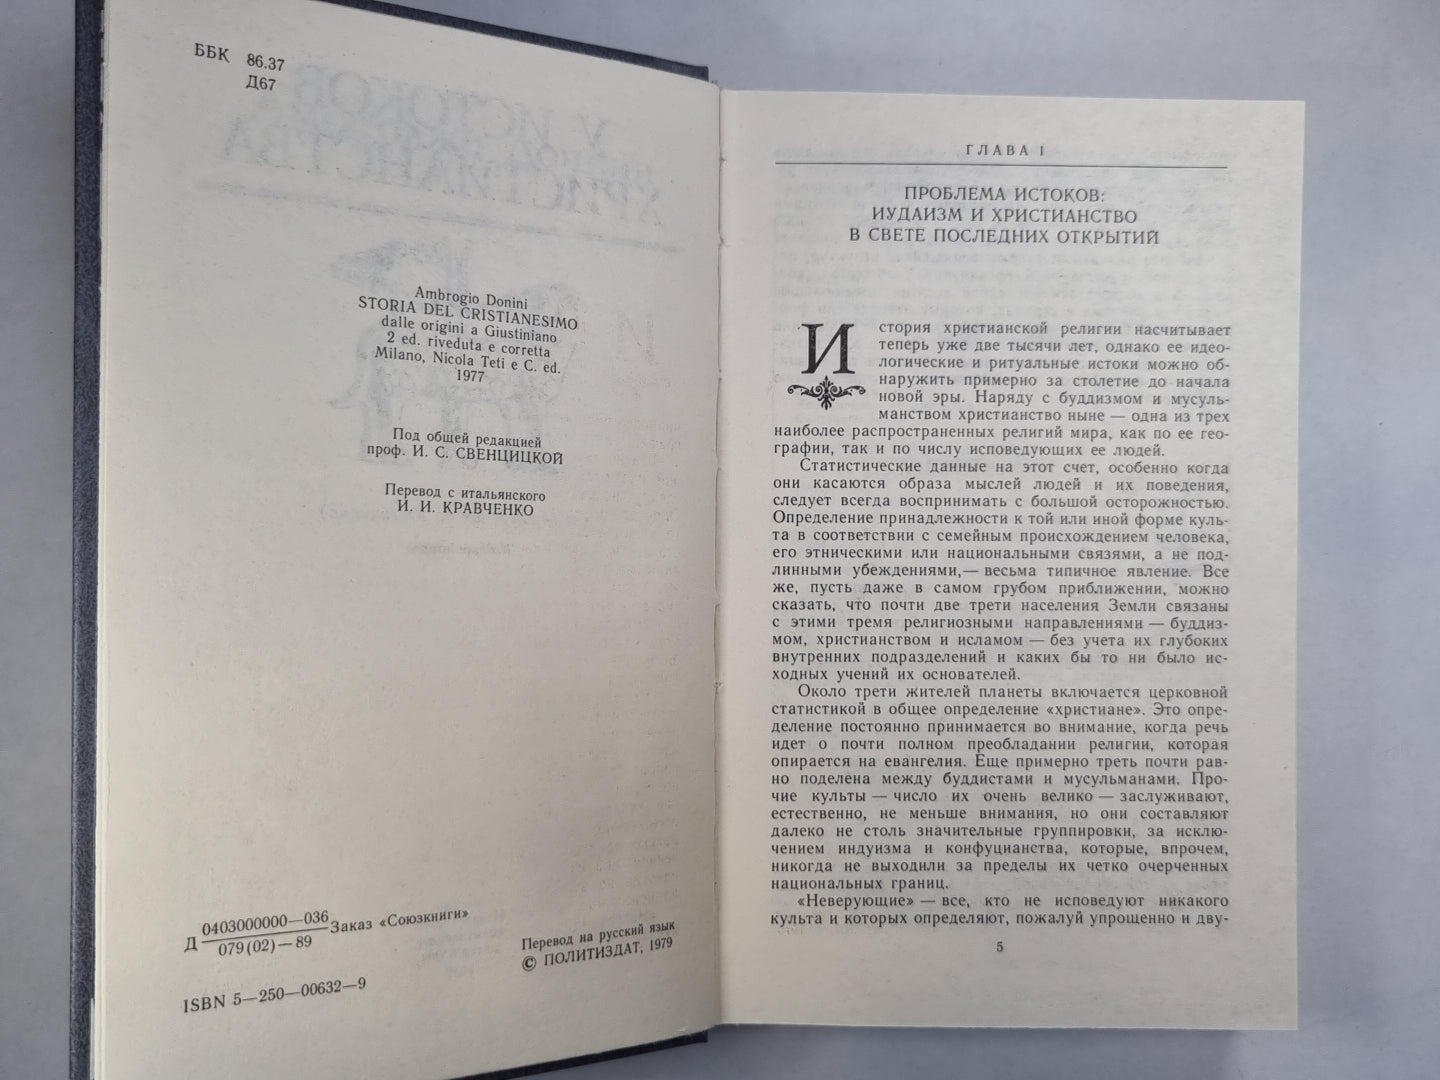 ББК 86.37
Д67
Ambrogio Donini
STORIA DEL CRISTIANESIMO
dalle origini a Giustiniano
2 ed. riveduta e corretta
Milano, Nicola Teti e C. ed.
1977
Под общей редакцией
проф. И. С. СВЕНЦИЦКОЙ
Перевод с итальянского
И. И. КРАВЧЕНКО
Д 0403000000—036 Заказ «Союзкниги»
079(02)—89
ISBN 5—250—00632—9
Перевод на русский язык
© ПОЛИТИЗДАТ, 1979
ГЛАВА I
ПРОБЛЕМА ИСТОКОВ:
ИУДАИЗМ И ХРИСТИАНСТВО
В СВЕТЕ ПОСЛЕДНИХ ОТКРЫТИЙ
История христианской религии насчитывает
теперь уже две тысячи лет, однако ее идео-
логические и ритуальные истоки можно об-
наружить примерно за столетие до начала
новой эры. Наряду с буддизмом и мусуль-
манством христианство ныне — одна из трех
наиболее распространенных религий мира, как по ее гео-
графии, так и по числу исповедующих ее людей.
Статистические данные на этот счет, особенно когда
они касаются образа мыслей людей и их поведения,
следует всегда воспринимать с большой осторожностью.
Определение принадлежности к той или иной форме куль-
та в соответствии с семейным происхождением человека,
его этническими или национальными связями, а не под-
линными убеждениями,— весьма типичное явление. Все
же, пусть даже в самом грубом приближении, можно
сказать, что почти две трети населения Земли связаны
с этими тремя религиозными направлениями — буддиз-
мом, христианством и исламом — без учета их глубоких
внутренних подразделений и каких бы то ни было ис-
ходных учений их основателей.
Около трети жителей планеты включается церковной
статистикой в общее определение «христиане». Это опре-
деление постоянно принимается во внимание, когда речь
идет о почти полном преобладании религии, которая
опирается на евангелия. Еще примерно треть почти рав-
но поделена между буддистами и мусульманами. Про-
чие культы — число их очень велико — заслуживают,
естественно, не меньше внимания, но они составляют
далеко не столь значительные группировки, за исклю-
чением индуизма и конфуцианства, которые, впрочем,
никогда не выходили за пределы их четко очерченных
национальных границ.
«Неверующие» — все, кто не исповедуют никакого
культа и которых определяют, пожалуй упрощенно и дву-
5